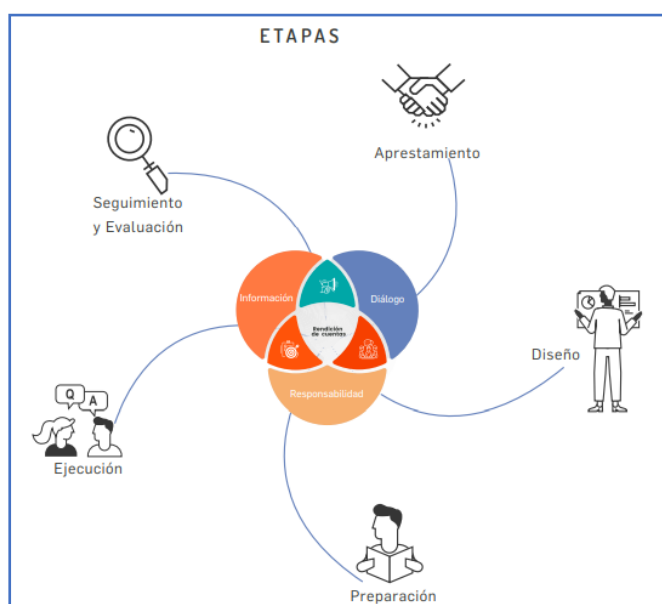 ETAPAS
Aprestamiento
Seguimiento
y Evaluación
Información
Diálogo
Rendición
de cuentas
Diseño
Responsabilidad
Q
A
Ejecución
Preparación